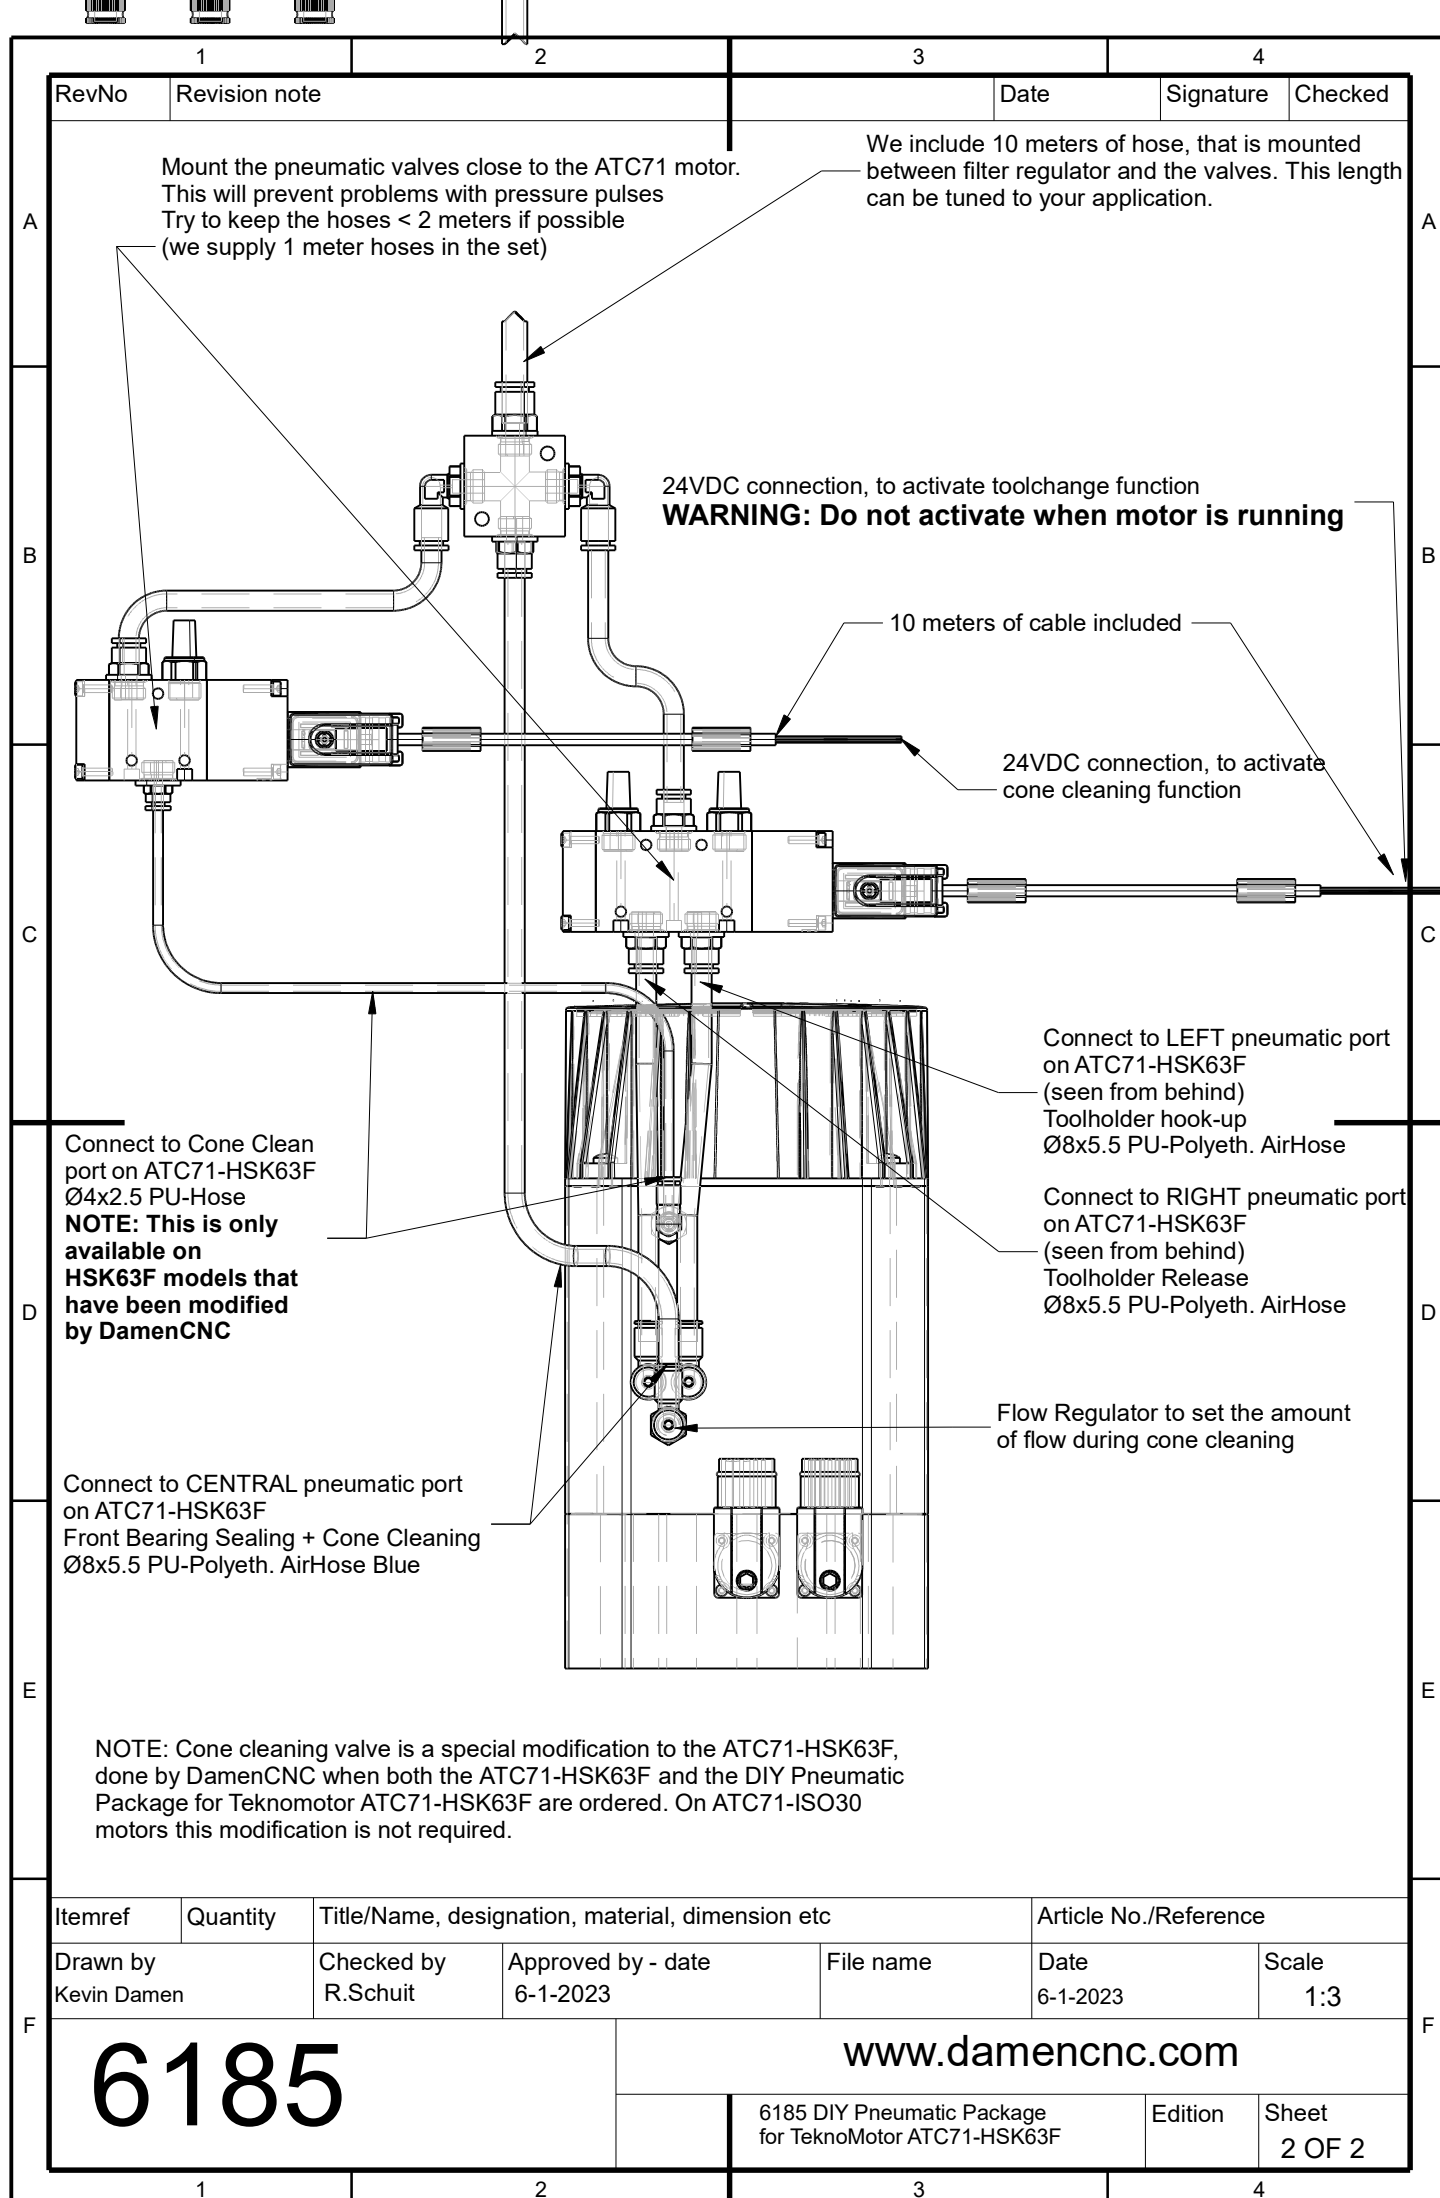 1 2 3 4
RevNo Revision note Date Signature Checked
Mount the pneumatic valves close to the ATC71 motor.
This will prevent problems with pressure pulses
Try to keep the hoses < 2 meters if possible
(we supply 1 meter hoses in the set)
We include 10 meters of hose, that is mounted
between filter regulator and the valves. This length
can be tuned to your application.
A A
24VDC connection, to activate toolchange function
WARNING: Do not activate when motor is running
B B
10 meters of cable included
24VDC connection, to activate
cone cleaning function
C C
Connect to LEFT pneumatic port
on ATC71-HSK63F
(seen from behind)
Toolholder hook-up
Ø8x5.5 PU-Polyeth. AirHose
Connect to Cone Clean
port on ATC71-HSK63F
Ø4x2.5 PU-Hose
NOTE: This is only
available on
HSK63F models that
have been modified
by DamenCNC
Connect to RIGHT pneumatic port
on ATC71-HSK63F
(seen from behind)
Toolholder Release
Ø8x5.5 PU-Polyeth. AirHose
D D
Flow Regulator to set the amount
of flow during cone cleaning
Connect to CENTRAL pneumatic port
on ATC71-HSK63F
Front Bearing Sealing + Cone Cleaning
Ø8x5.5 PU-Polyeth. AirHose Blue
E E
NOTE: Cone cleaning valve is a special modification to the ATC71-HSK63F,
done by DamenCNC when both the ATC71-HSK63F and the DIY Pneumatic
Package for Teknomotor ATC71-HSK63F are ordered. On ATC71-ISO30
motors this modification is not required.
Itemref Quantity Title/Name, designation, material, dimension etc Article No./Reference
Drawn by Checked by Approved by - date File name Date Scale
Kevin Damen R.Schuit 6-1-2023 6-1-2023 1:3
F F
6185
www.damencnc.com
6185 DIY Pneumatic Package
for TeknoMotor ATC71-HSK63F
Edition Sheet
2 OF 2
1 2 3 4